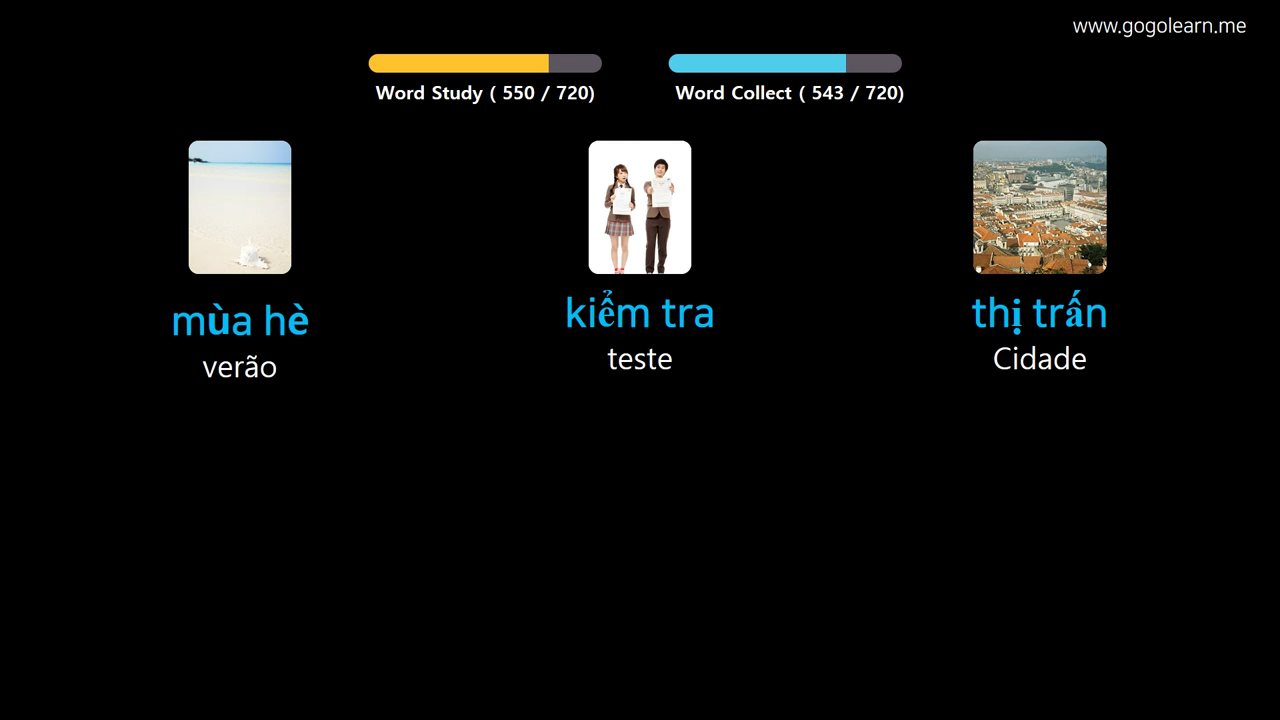 www.gogolearn.me
Word Study ( 550 / 720)
Word Collect ( 543 / 720)
mùa hè
verão
kiểm tra
teste
thị trấn
Cidade